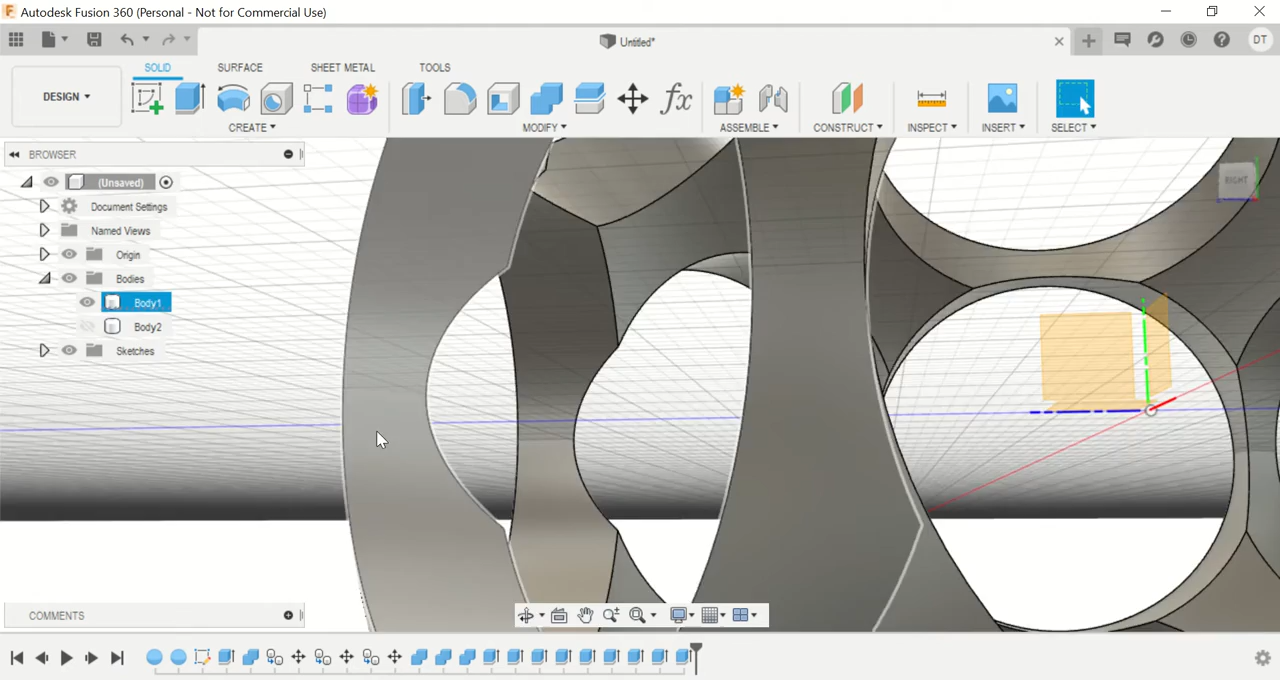 Autodesk Fusion 360 (Personal - Not for Commercial Use)
Untitled*
DT
SOLID SURFACE SHEET METAL TOOLS
DESIGN
CREATE MODIFY ASSEMBLE CONSTRUCT INSPECT INSERT SELECT
BROWSER
(Unsaved)
Document Settings
Named Views
Origin
Bodies
Body1
Body2
Sketches
RIGHT
COMMENTS